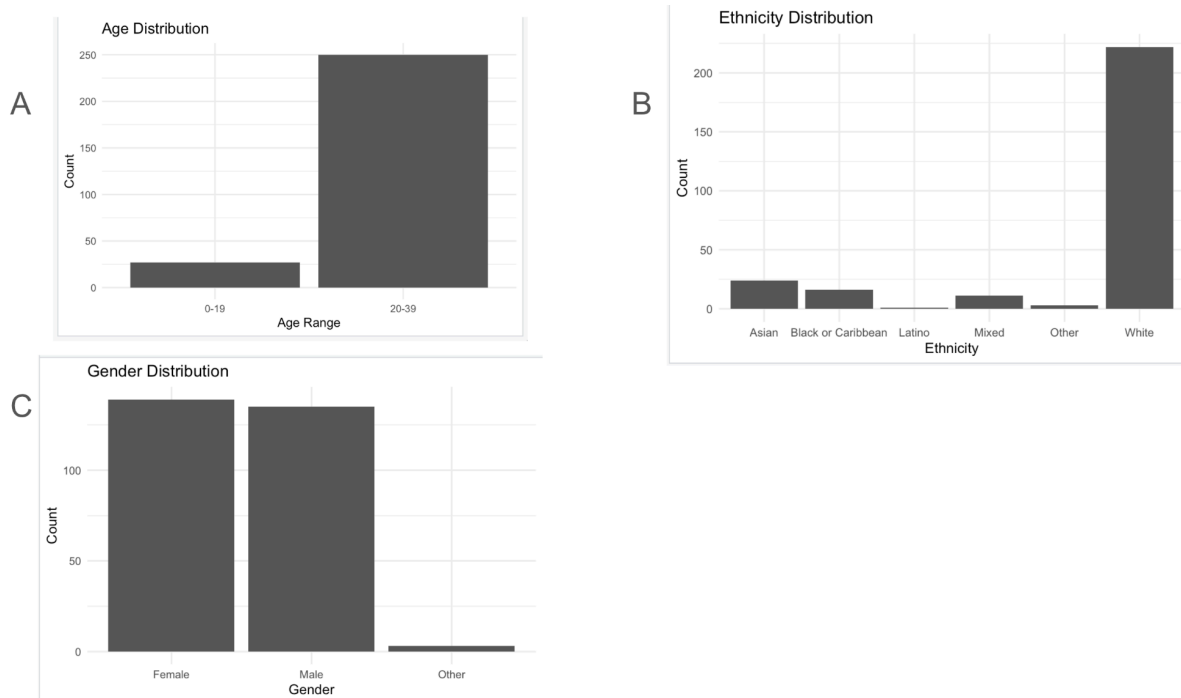 A
Age Distribution
250
200
150
100
50
0
Count
0-19 20-39
Age Range
B
Ethnicity Distribution
200
150
100
50
0
Count
Asian Black or Caribbean Latino Mixed Other White
Ethnicity
C
Gender Distribution
100
50
0
Count
Female Male Other
Gender